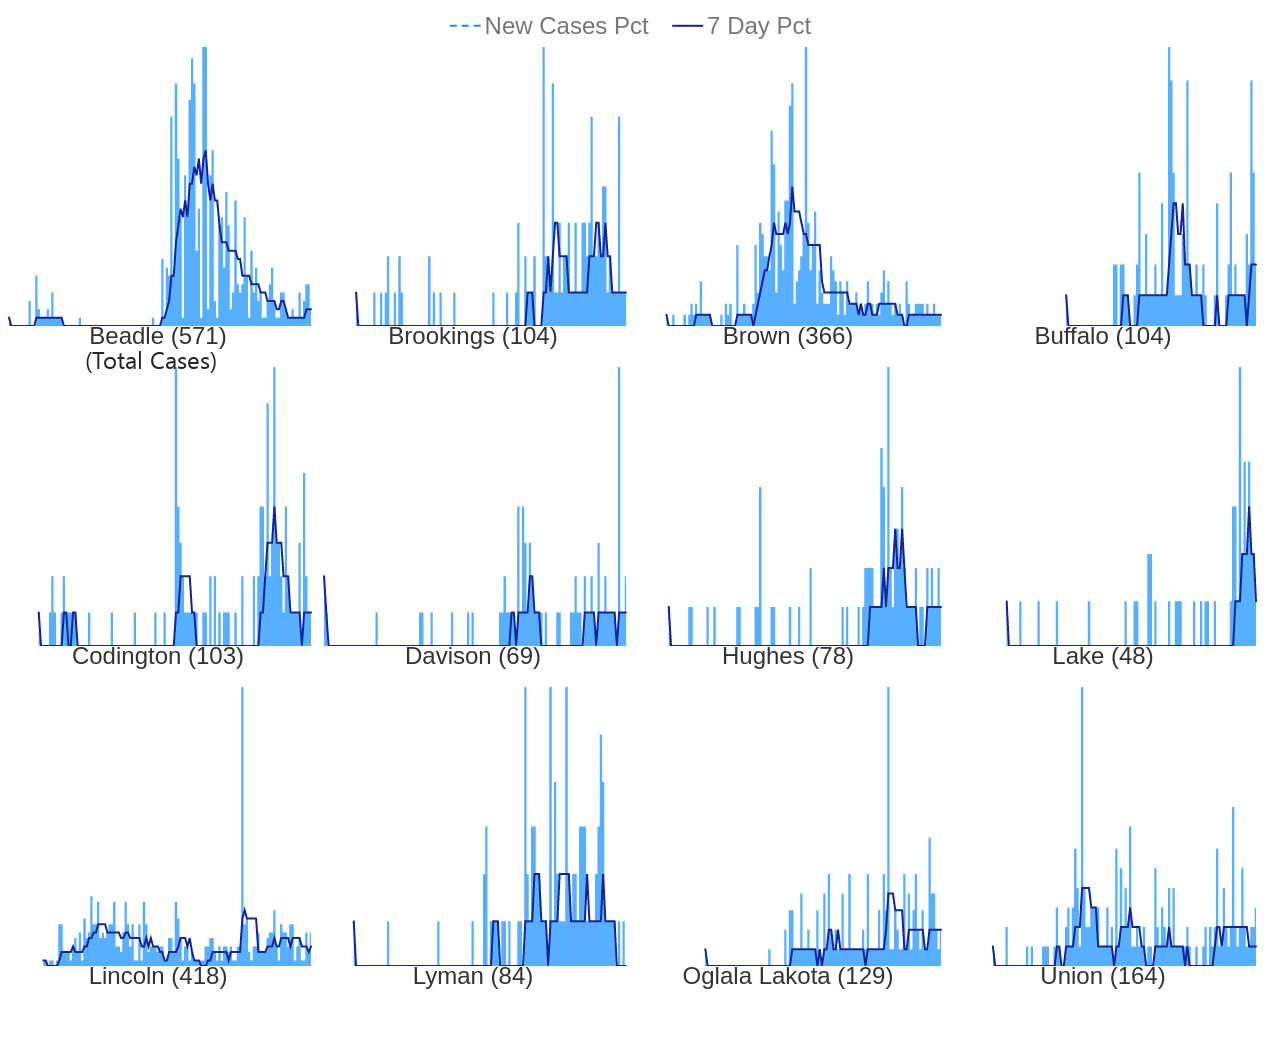 New Cases Pct 7 Day Pct
Beadle (571) Brookings (104) Brown (366) Buffalo (104)
(Total Cases)
Codington (103) Davison (69) Hughes (78) Lake (48)
Lincoln (418) Lyman (84) Oglala Lakota (129) Union (164)